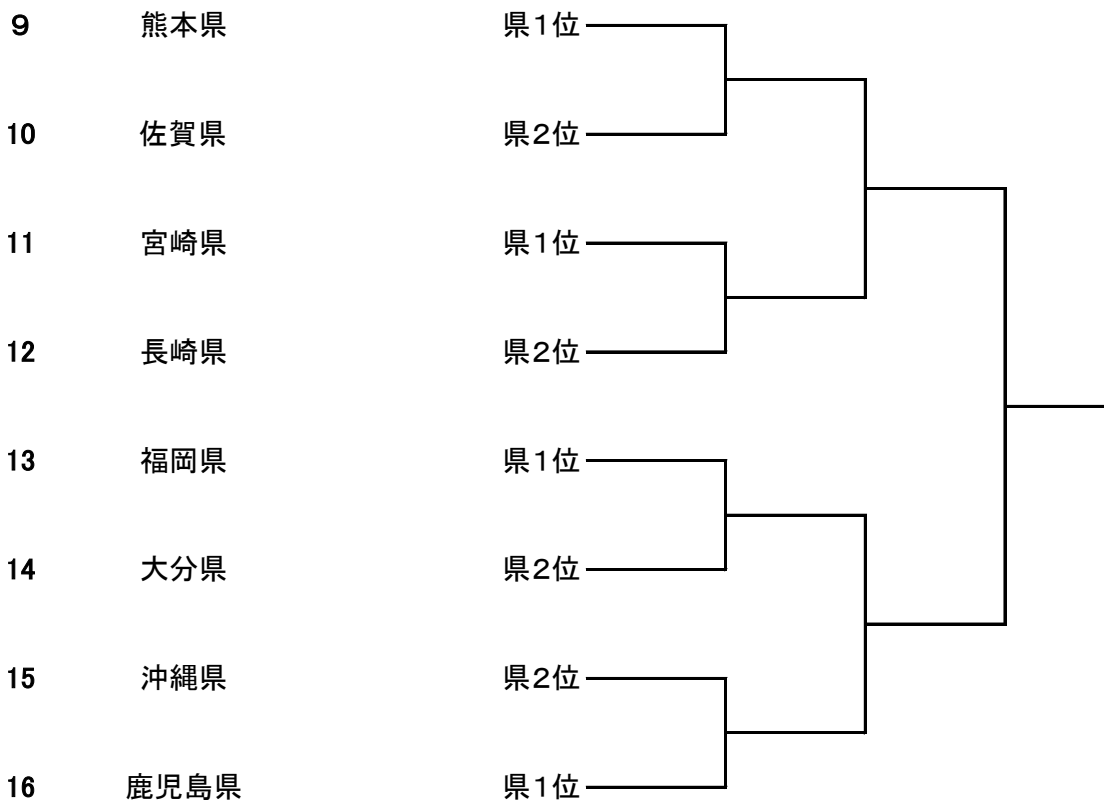 ９ 熊本県 県１位
10 佐賀県 県２位
11 宮崎県 県１位
12 長崎県 県２位
13 福岡県 県１位
14 大分県 県２位
15 沖縄県 県２位
16 鹿児島県 県１位